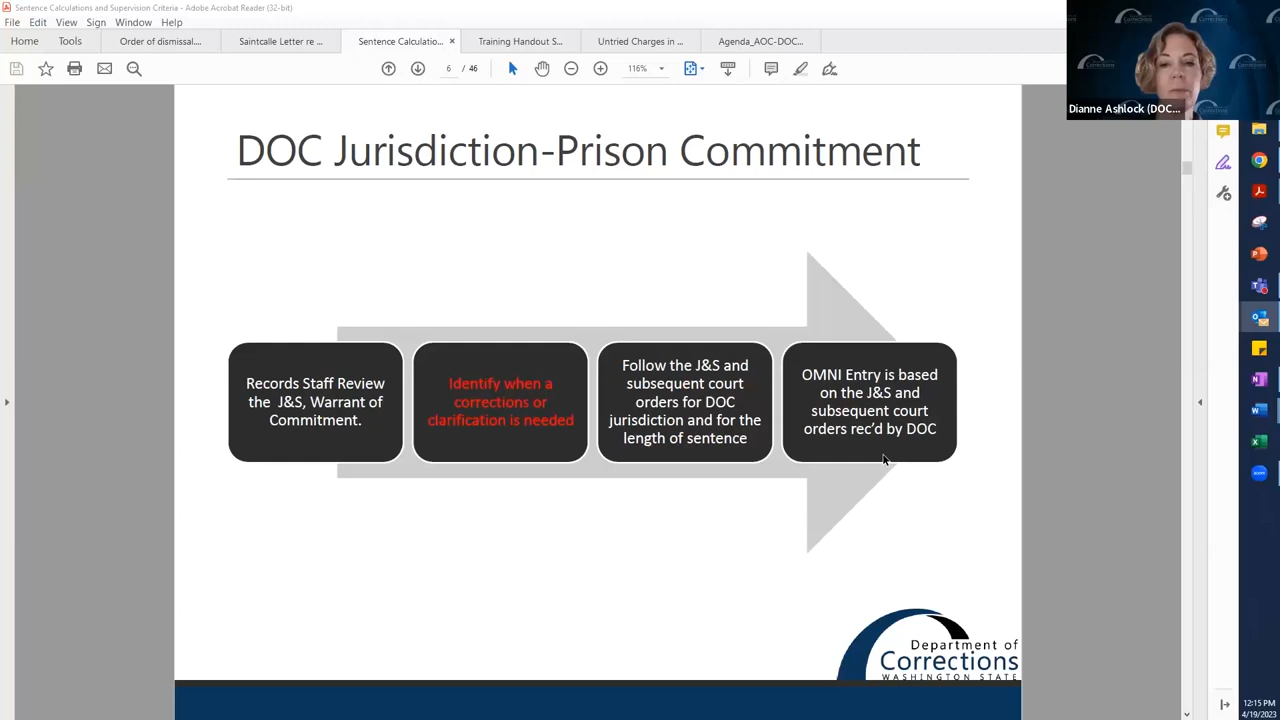 Sentence Calculations and Supervision Criteria - Adobe Acrobat Reader (32-bit)
File Edit View Sign Window Help
Home Tools Order of dismissal.... Saintcalle Letter re ... Sentence Calculatio... × Training Handout S... Untried Charges in ... Agenda_AOC-DOC...
6 / 46 116%
Dianne Ashlock (DOC...
DOC Jurisdiction-Prison Commitment
Records Staff Review
the J&S, Warrant of
Commitment.
Identify when a
corrections or
clarification is needed
Follow the J&S and
subsequent court
orders for DOC
jurisdiction and for the
length of sentence
OMNI Entry is based
on the J&S and
subsequent court
orders rec'd by DOC
Department of
Corrections
WASHINGTON STATE
12:15 PM
4/19/2023